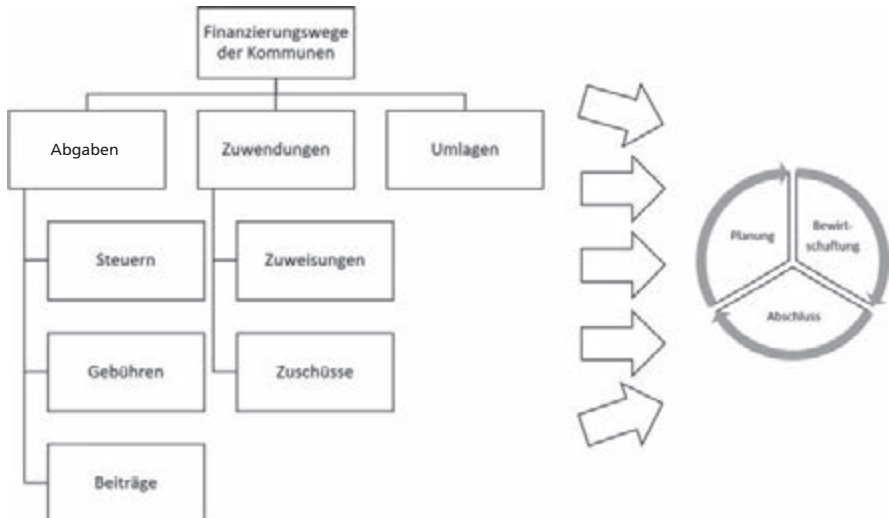 Finanzierungswege
der Kommunen
Abgaben
Zuwendungen
Umlagen
Steuern
Zuweisungen
Gebühren
Zuschüsse
Beiträge
Planung
Bewirt-
schaftung
Abschluss